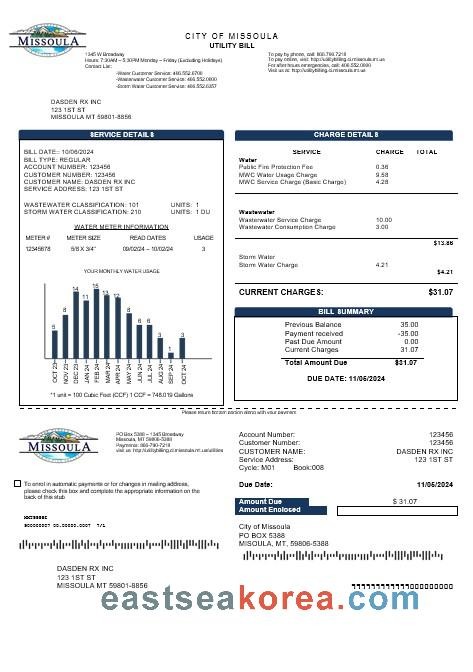 CITY OF MISSOULA
UTILITY BILL
MISSOULA
1345 W Broadway
Hours: 7:30AM – 5:30PM Monday – Friday (Excluding Holidays)
Contact List:
-Water Customer Service: 406.552.6700
-Wastewater Customer Service: 406.552.6600
-Storm Water Customer Service: 406.552.6357
To pay by phone, call: 866.790.7218
To pay online, visit: http://utilitybilling.ci.missoula.mt.us
For after hours emergencies, call: 406.552.6600
Visit us at: http://utilitybilling.ci.missoula.mt.us
DASDEN RX INC
123 1ST ST
MISSOULA MT 59801-8856
SERVICE DETAILS
BILL DATE:: 10/06/2024
BILL TYPE: REGULAR
ACCOUNT NUMBER: 123456
CUSTOMER NUMBER: 123456
CUSTOMER NAME: DASDEN RX INC
SERVICE ADDRESS: 123 1ST ST
WASTEWATER CLASSIFICATION: 101 UNITS: 1
STORM WATER CLASSIFICATION: 210 UNITS: 1 DU
WATER METER INFORMATION
METER# METER SIZE READ DATES USAGE
12345678 5/8 X 3/4" 09/02/24 – 10/02/24 3
YOUR MONTHLY WATER USAGE
5 8 14 11 15 13 12 8 6 6 3 1 3
OCT 23 NOV 23 DEC 23 JAN 24 FEB 24 MAR 24 APR 24 MAY 24 JUN 24 JUL 24 AUG 24 SEP 24 OCT 24
*1 unit = 100 Cubic Feet (CCF) 1 CCF = 748.019 Gallons
CHARGE DETAILS
SERVICE CHARGE TOTAL
Water
Public Fire Protection Fee 0.36
MWC Water Usage Charge 9.58
MWC Service Charge (Basic Charge) 4.28
Wastewater
Wastewater Service Charge 10.00
Wastewater Consumption Charge 3.00
$13.86
Storm Water
Storm Water Charge 4.21
$4.21
CURRENT CHARGES: $31.07
BILL SUMMARY
Previous Balance 35.00
Payment received -35.00
Past Due Amount 0.00
Current Charges 31.07
Total Amount Due $31.07
DUE DATE: 11/05/2024
Please return bottom portion along with your payment
MISSOULA
PO BOX 5388 – 1345 Broadway
Missoula, MT 59806-5388
Payments: 866-790-7218
visit us: http://utilitybilling.ci.missoula.mt.us
To enroll in automatic payments or for changes in mailing address,
please check this box and complete the appropriate information on the
back of this stub
Account Number: 123456
Customer Number: 123456
CUSTOMER NAME: DASDEN RX INC
Service Address: 123 1ST ST
Cycle: M01 Book:008
Due Date: 11/05/2024
Amount Due $ 31.07
Amount Enclosed
City of Missoula
PO BOX 5388
MISSOULA, MT, 59806-5388
DASDEN RX INC
123 1ST ST
MISSOULA MT 59801-8856
eastseakorea.com